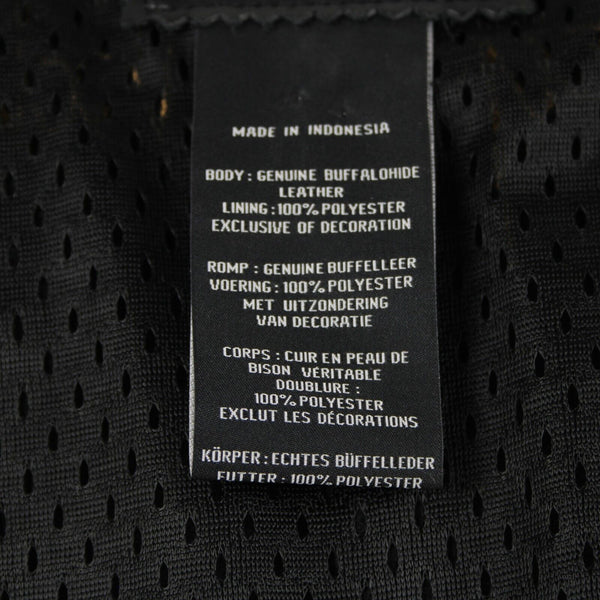 MADE IN INDONESIA
BODY : GENUINE BUFFALOHIDE
LEATHER
LINING : 100% POLYESTER
EXCLUSIVE OF DECORATION
ROMP : GENUINE BUFFELLEER
VOERING : 100% POLYESTER
MET UITZONDERING
VAN DECORATIE
CORPS : CUIR EN PEAU DE
BISON VÉRITABLE
DOUBLURE :
100% POLYESTER
EXCLUT LES DÉCORATIONS
KÖRPER : ECHTES BÜFFELLEDER
FUTTER : 100% POLYESTER